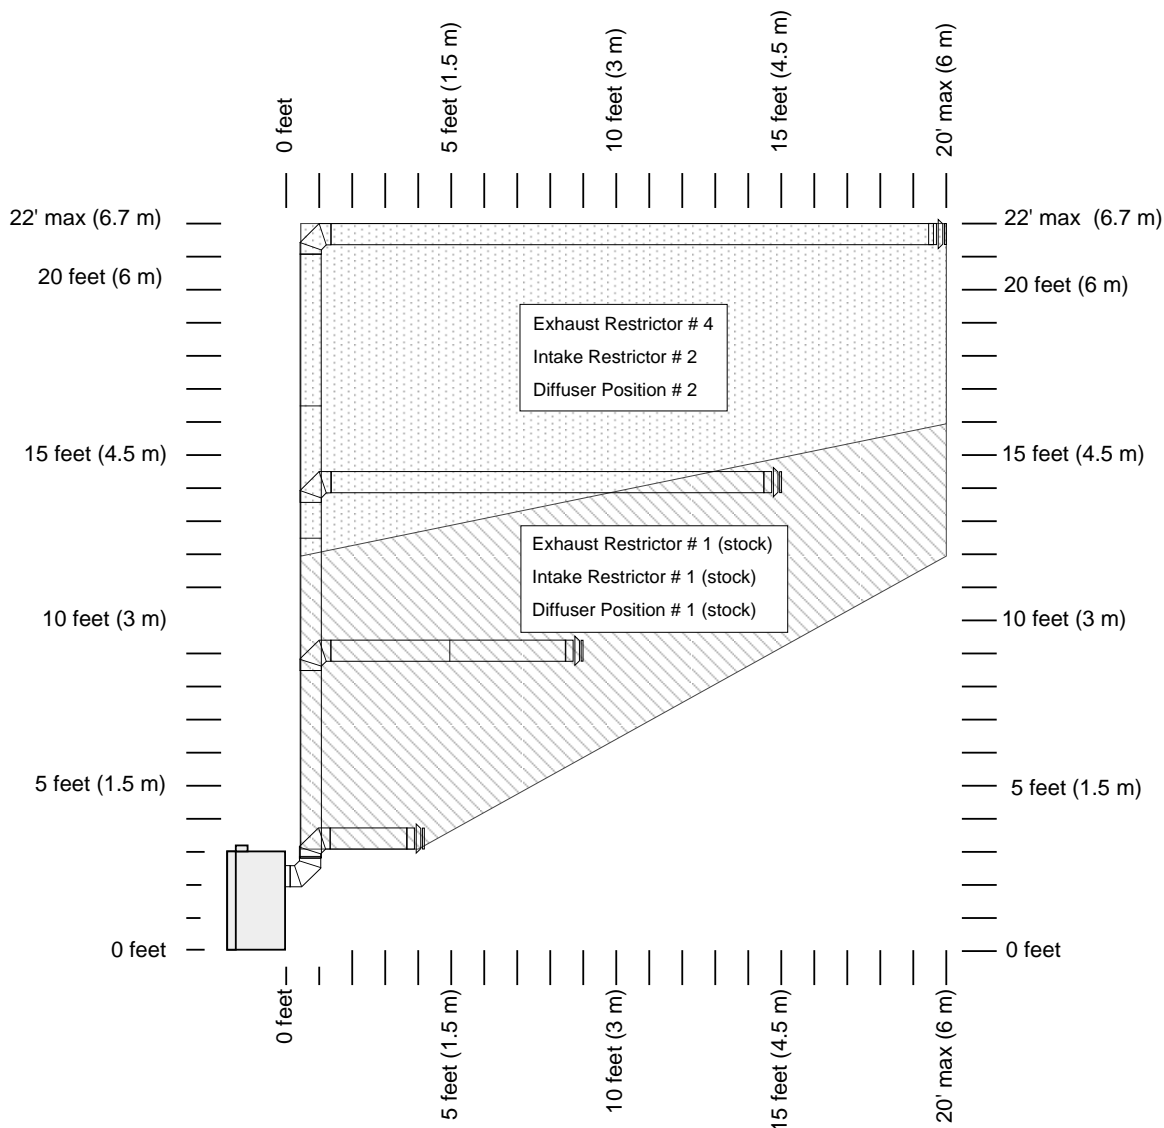 0 feet
5 feet (1.5 m)
10 feet (3 m)
15 feet (4.5 m)
20' max (6 m)
22' max (6.7 m)
22' max (6.7 m)
20 feet (6 m)
20 feet (6 m)
Exhaust Restrictor # 4
Intake Restrictor # 2
Diffuser Position # 2
15 feet (4.5 m)
15 feet (4.5 m)
Exhaust Restrictor # 1 (stock)
Intake Restrictor # 1 (stock)
Diffuser Position # 1 (stock)
10 feet (3 m)
10 feet (3 m)
5 feet (1.5 m)
5 feet (1.5 m)
0 feet
0 feet
0 feet
5 feet (1.5 m)
10 feet (3 m)
15 feet (4.5 m)
20' max (6 m)